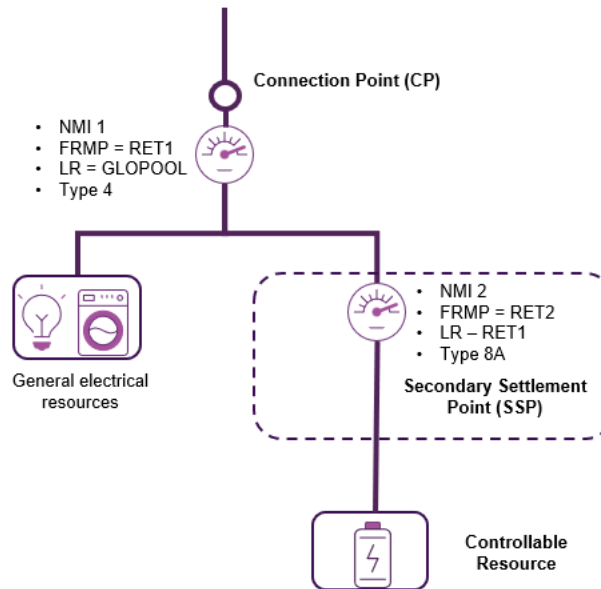 Connection Point (CP)
• NMI 1
• FRMP = RET1
• LR = GLOPOOL
• Type 4
• NMI 2
• FRMP = RET2
• LR – RET1
• Type 8A
Secondary Settlement
Point (SSP)
General electrical
resources
Controllable
Resource